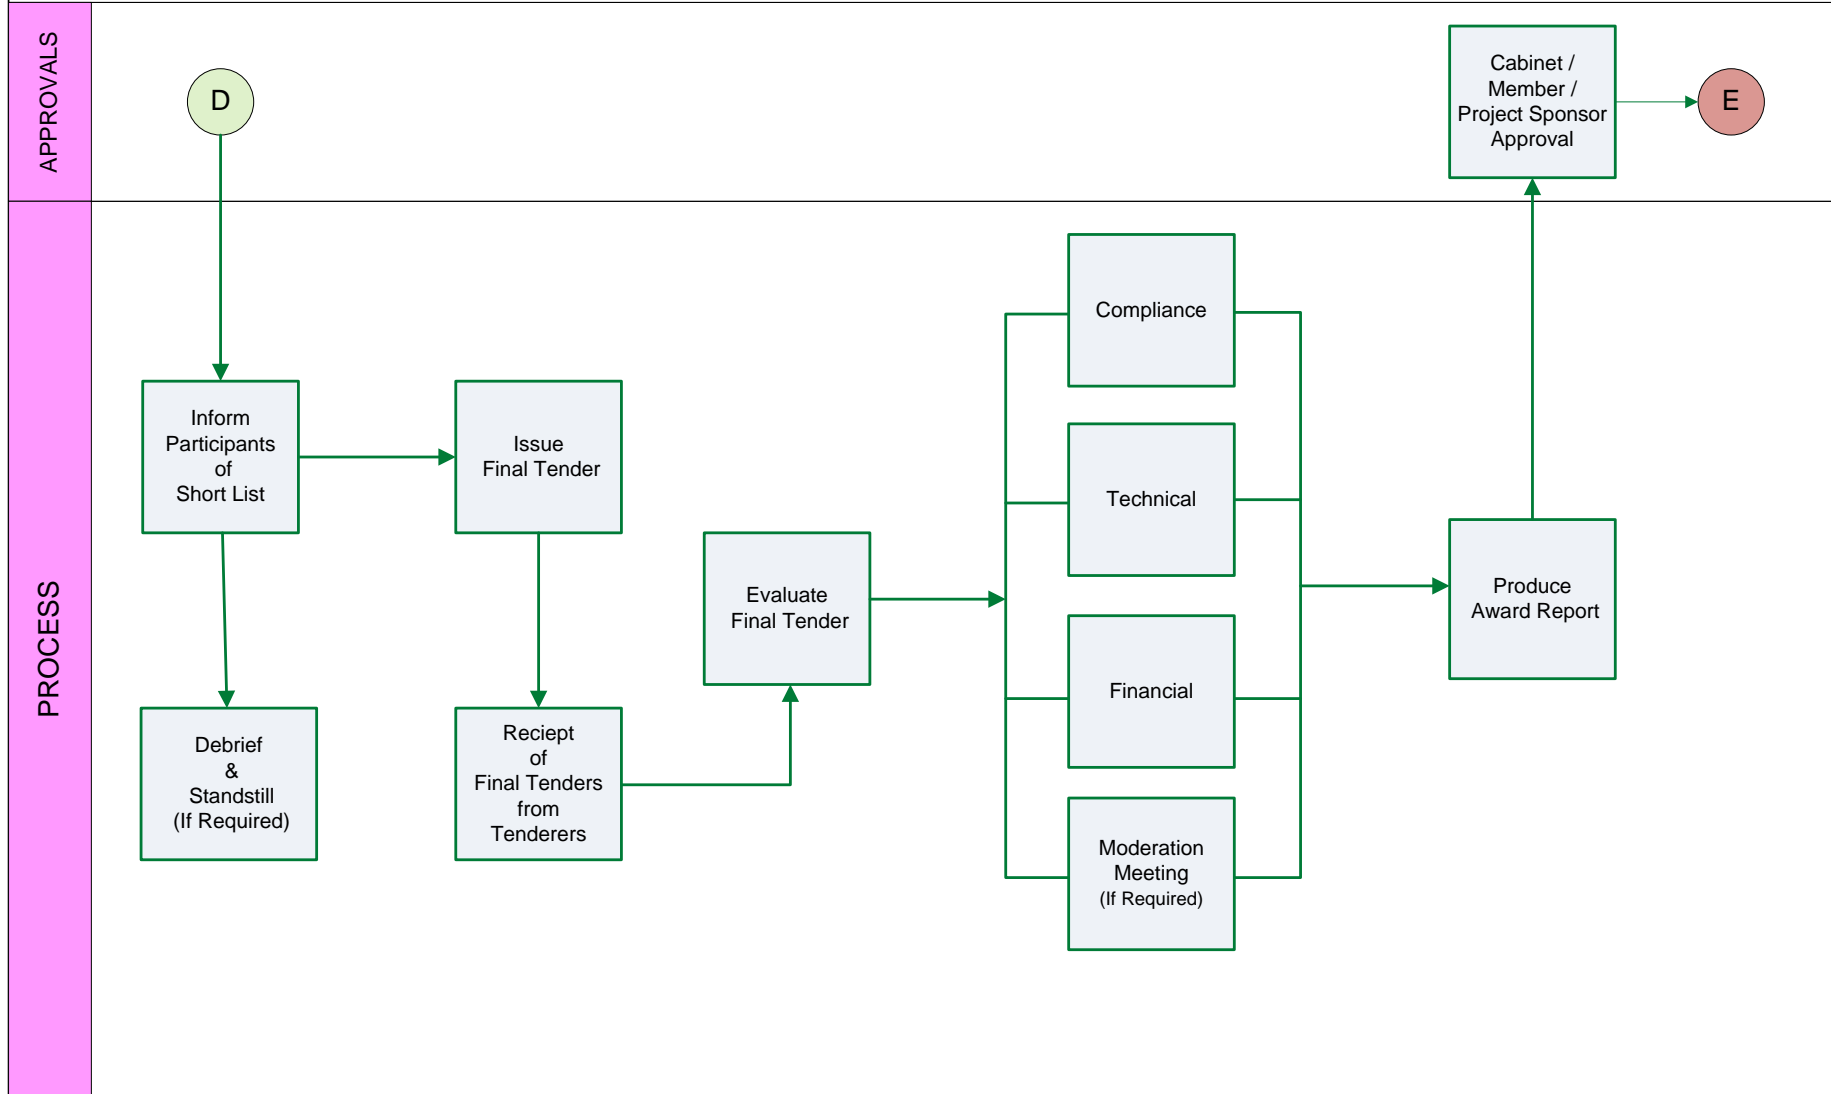 APPROVALS
D
Cabinet /
Member /
Project Sponsor
Approval
E
PROCESS
Inform
Participants
of
Short List
Issue
Final Tender
Debrief
&
Standstill
(If Required)
Reciept
of
Final Tenders
from
Tenderers
Evaluate
Final Tender
Compliance
Technical
Financial
Moderation
Meeting
(If Required)
Produce
Award Report